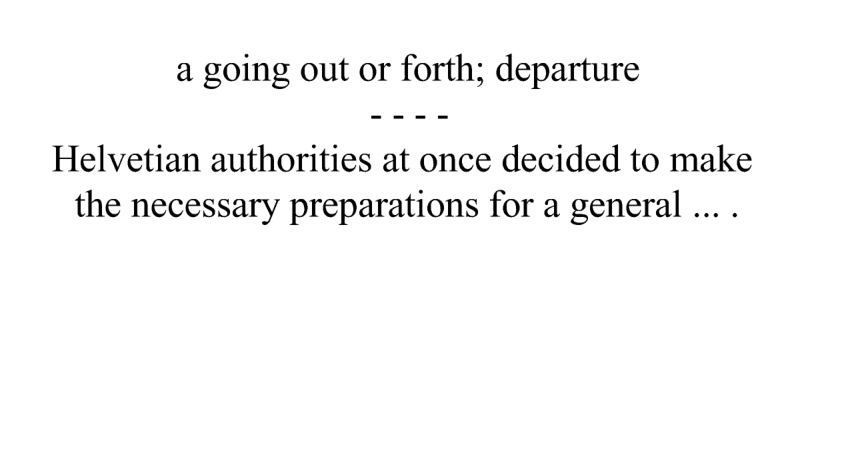 a going out or forth; departure
- - - -
Helvetian authorities at once decided to make
the necessary preparations for a general ... .